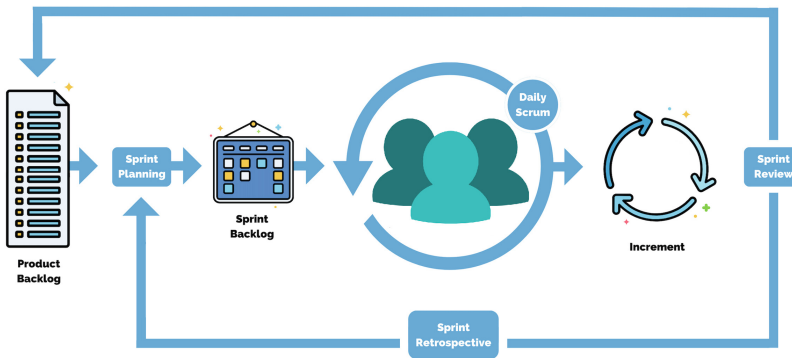 Product
Backlog
Sprint
Planning
Sprint
Backlog
Daily
Scrum
Increment
Sprint
Review
Sprint
Retrospective